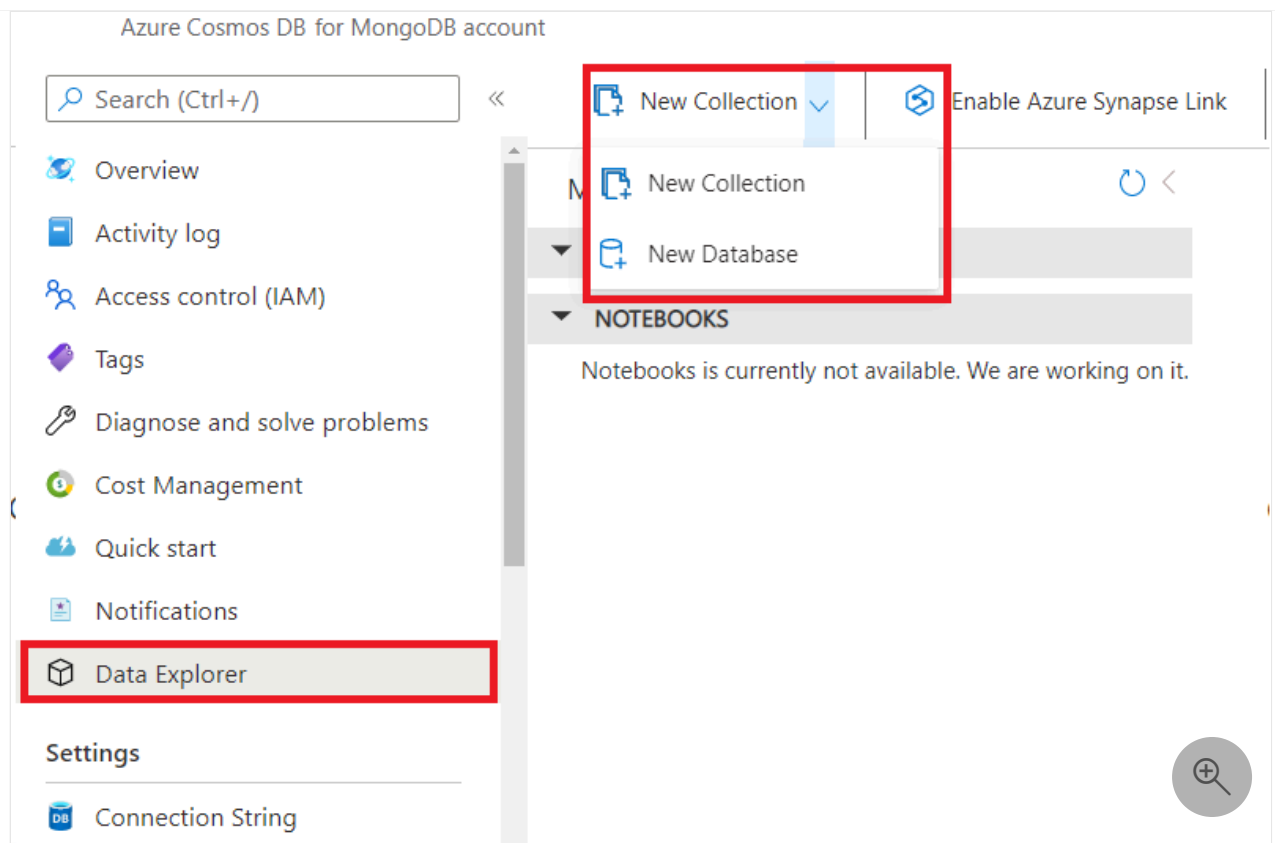 Azure Cosmos DB for MongoDB account
Search (Ctrl+/)
Overview
Activity log
Access control (IAM)
Tags
Diagnose and solve problems
Cost Management
Quick start
Notifications
Data Explorer
Settings
DB
Connection String
New Collection
Enable Azure Synapse Link
New Collection
New Database
NOTEBOOKS
Notebooks is currently not available. We are working on it.